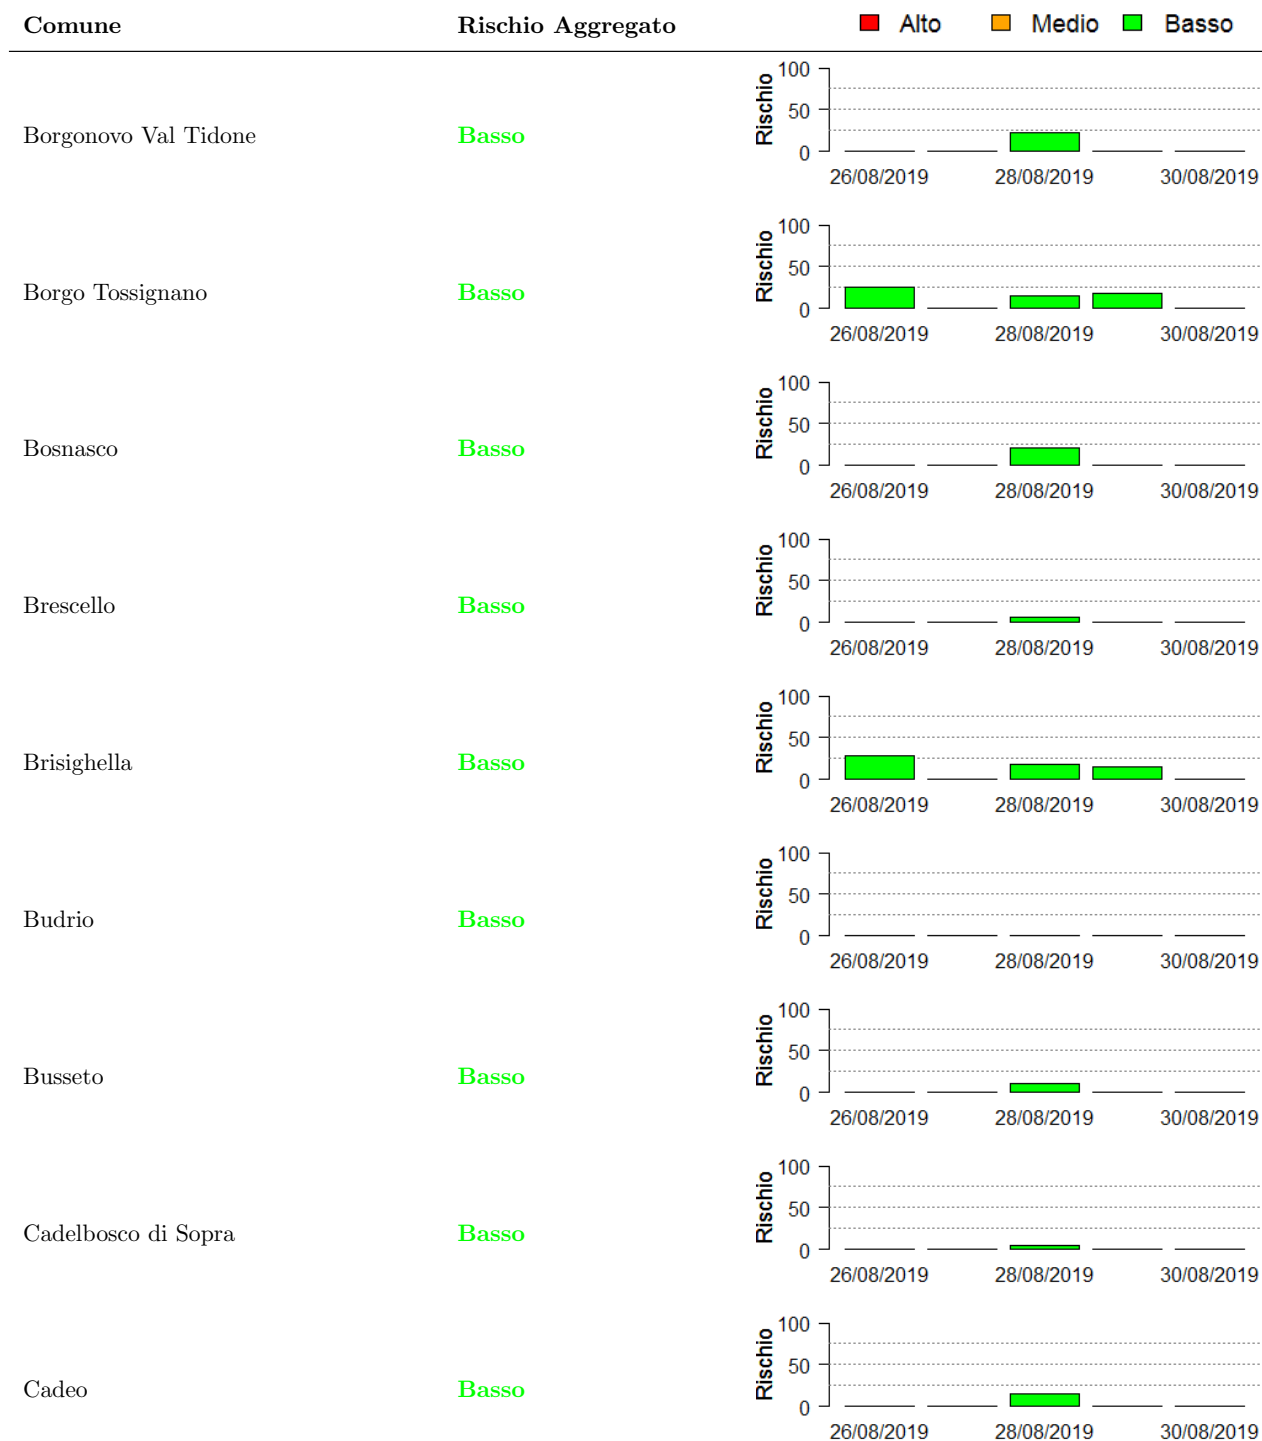 Comune Rischio Aggregato Alto Medio Basso
100
50
0
Rischio
Borgonovo Val Tidone Basso
26/08/2019 28/08/2019 30/08/2019
100
50
0
Rischio
Borgo Tossignano Basso
26/08/2019 28/08/2019 30/08/2019
100
50
0
Rischio
Bosnasco Basso
26/08/2019 28/08/2019 30/08/2019
100
50
0
Rischio
Brescello Basso
26/08/2019 28/08/2019 30/08/2019
100
50
0
Rischio
Brisighella Basso
26/08/2019 28/08/2019 30/08/2019
100
50
0
Rischio
Budrio Basso
26/08/2019 28/08/2019 30/08/2019
100
50
0
Rischio
Busseto Basso
26/08/2019 28/08/2019 30/08/2019
100
50
0
Rischio
Cadelbosco di Sopra Basso
26/08/2019 28/08/2019 30/08/2019
100
50
0
Rischio
Cadeo Basso
26/08/2019 28/08/2019 30/08/2019